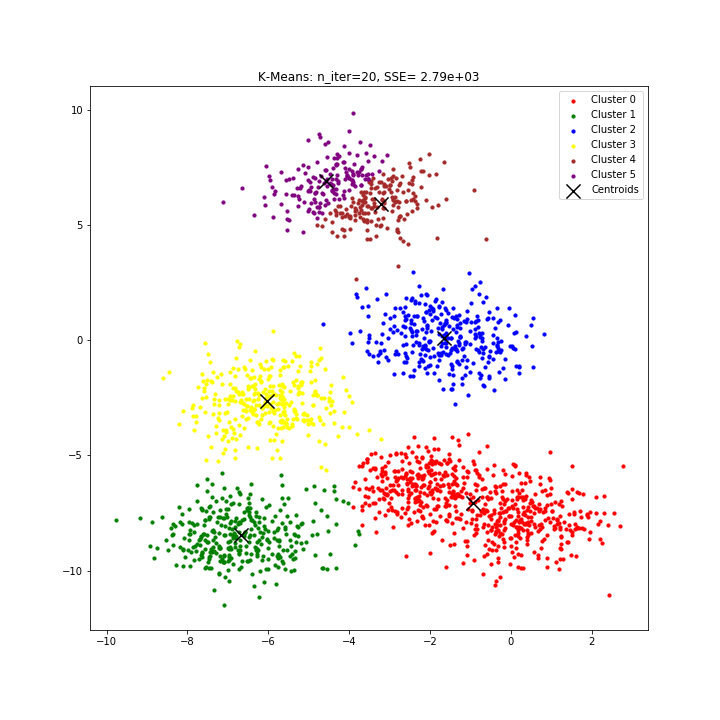 K-Means: n_iter=20, SSE= 2.79e+03
Cluster 0
Cluster 1
Cluster 2
Cluster 3
Cluster 4
Cluster 5
Centroids
10
5
0
−5
−10
−10
−8
−6
−4
−2
0
2